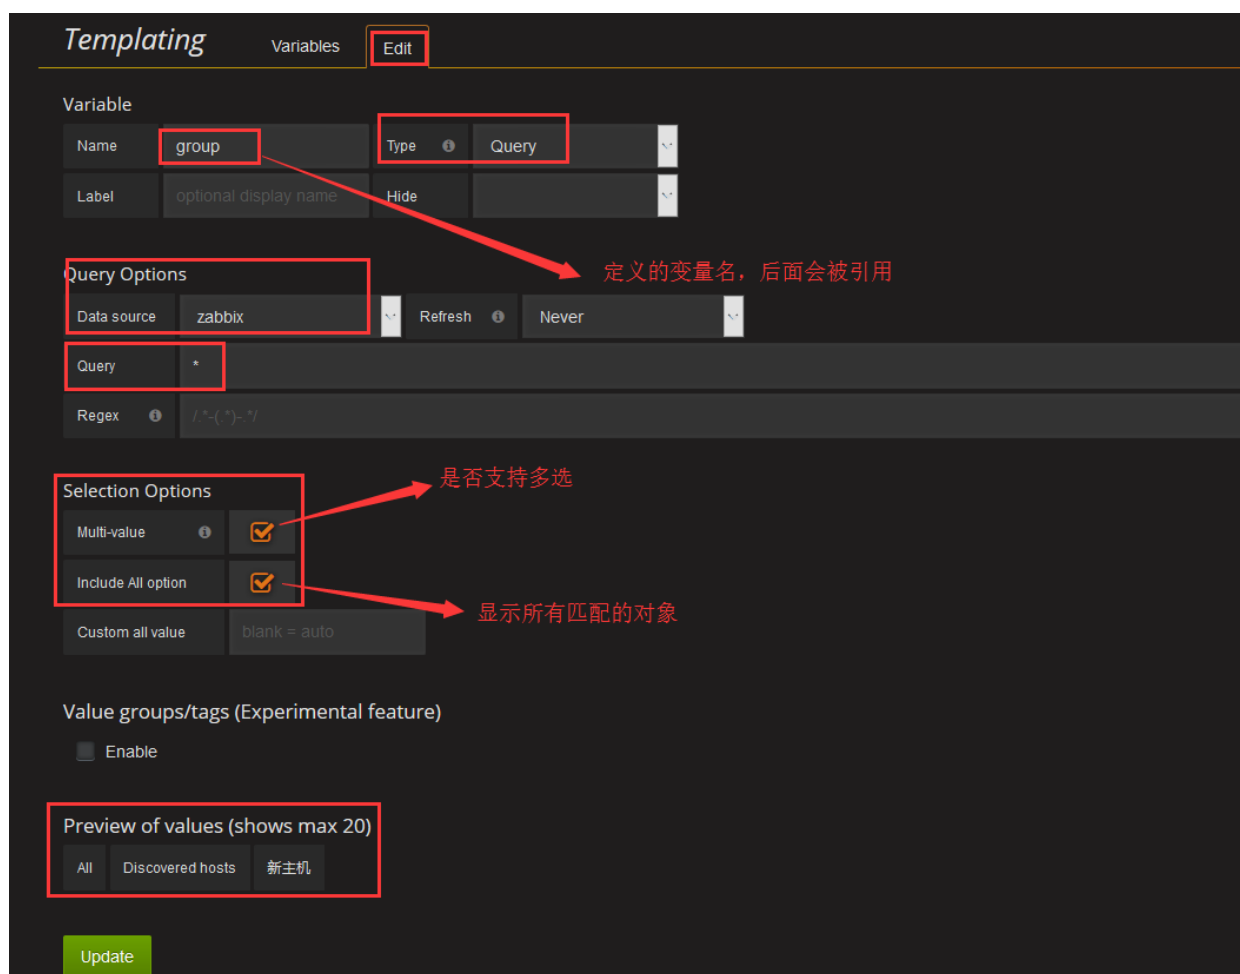 Templating Variables Edit
Variable
Name group Type Query
Label optional display name Hide
定义的变量名，后面会被引用
Query Options
Data source zabbix Refresh Never
Query *
Regex /.*-(.*)-.*/
是否支持多选
Selection Options
Multi-value
Include All option
显示所有匹配的对象
Custom all value blank = auto
Value groups/tags (Experimental feature)
Enable
Preview of values (shows max 20)
All Discovered hosts 新主机
Update